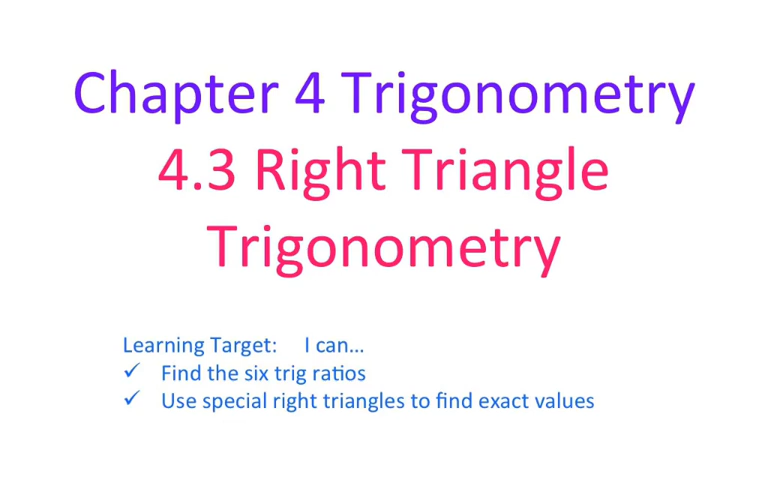 Chapter 4 Trigonometry
4.3 Right Triangle
Trigonometry
Learning Target: I can...
✓ Find the six trig ratios
✓ Use special right triangles to find exact values